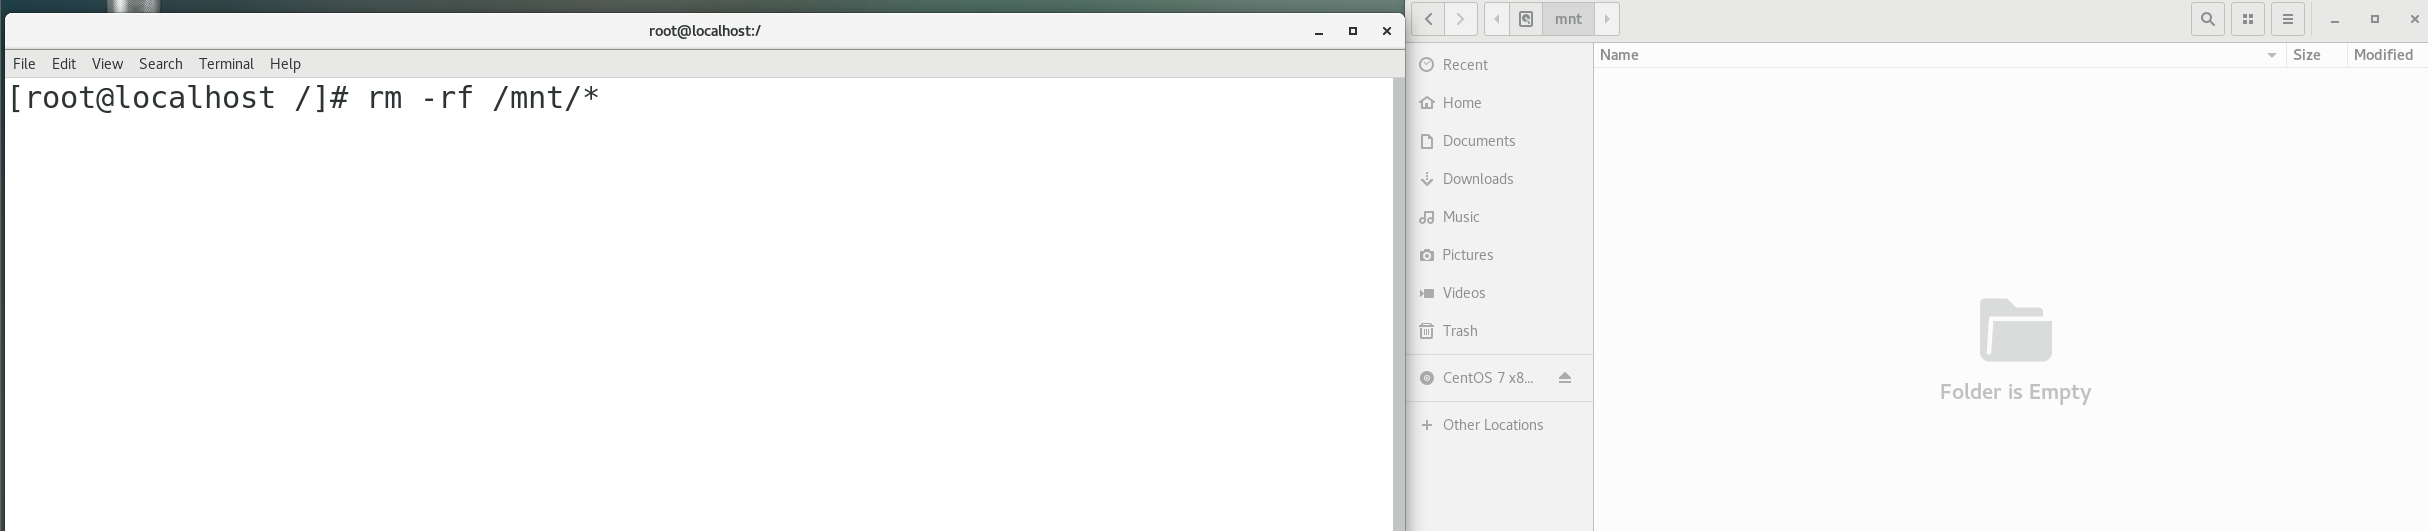 root@localhost:/
File Edit View Search Terminal Help
[root@localhost /]# rm -rf /mnt/*
mnt
Name Size Modified
Recent
Home
Documents
Downloads
Music
Pictures
Videos
Trash
CentOS 7 x8...
Other Locations
Folder is Empty